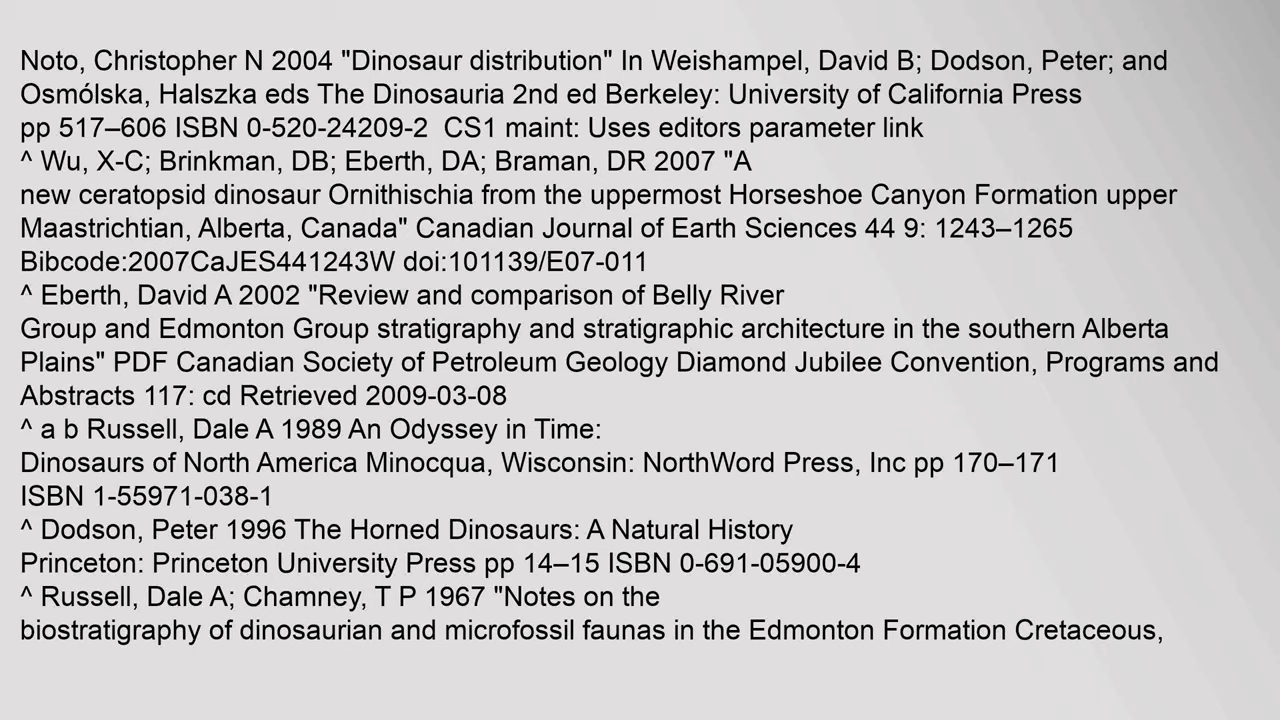 Noto, Christopher N 2004 "Dinosaur distribution" In Weishampel, David B; Dodson, Peter; and
Osmólska, Halszka eds The Dinosauria 2nd ed Berkeley: University of California Press
pp 517–606 ISBN 0-520-24209-2  CS1 maint: Uses editors parameter link
^ Wu, X-C; Brinkman, DB; Eberth, DA; Braman, DR 2007 "A
new ceratopsid dinosaur Ornithischia from the uppermost Horseshoe Canyon Formation upper
Maastrichtian, Alberta, Canada" Canadian Journal of Earth Sciences 44 9: 1243–1265
Bibcode:2007CaJES441243W doi:101139/E07-011
^ Eberth, David A 2002 "Review and comparison of Belly River
Group and Edmonton Group stratigraphy and stratigraphic architecture in the southern Alberta
Plains" PDF Canadian Society of Petroleum Geology Diamond Jubilee Convention, Programs and
Abstracts 117: cd Retrieved 2009-03-08
^ a b Russell, Dale A 1989 An Odyssey in Time:
Dinosaurs of North America Minocqua, Wisconsin: NorthWord Press, Inc pp 170–171
ISBN 1-55971-038-1
^ Dodson, Peter 1996 The Horned Dinosaurs: A Natural History
Princeton: Princeton University Press pp 14–15 ISBN 0-691-05900-4
^ Russell, Dale A; Chamney, T P 1967 "Notes on the
biostratigraphy of dinosaurian and microfossil faunas in the Edmonton Formation Cretaceous,